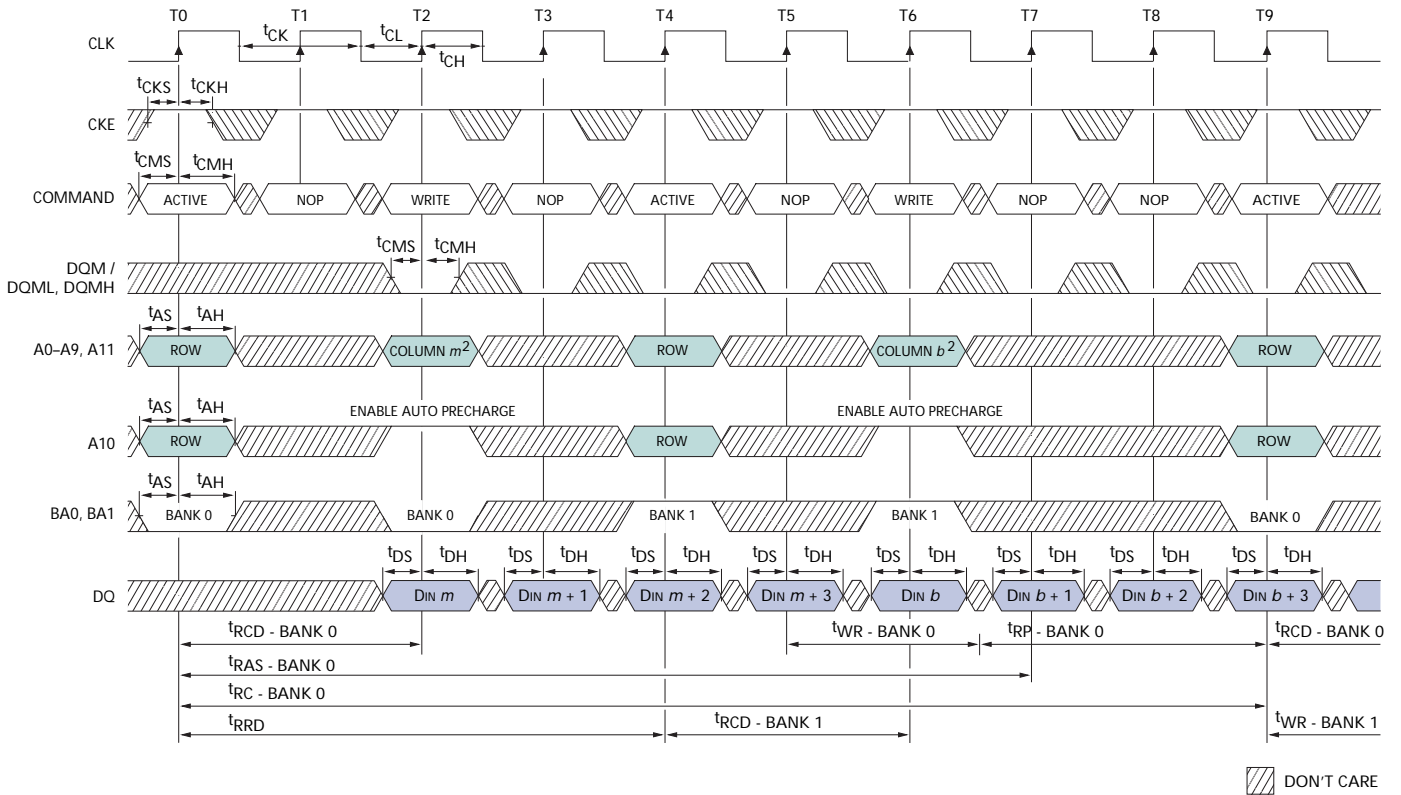 T0 T1 T2 T3 T4 T5 T6 T7 T8 T9
CLK tCK tCL tCH
tCKS tCKH
CKE
tCMS tCMH
COMMAND ACTIVE NOP WRITE NOP ACTIVE NOP WRITE NOP NOP ACTIVE
tCMS tCMH
DQM /
DQML, DQMH
tAS tAH
A0–A9, A11 ROW COLUMN m2 ROW COLUMN b2 ROW
tAS tAH ENABLE AUTO PRECHARGE ENABLE AUTO PRECHARGE
A10 ROW ROW ROW
tAS tAH
BA0, BA1 BANK 0 BANK 0 BANK 1 BANK 1 BANK 0
tDS tDH tDS tDH tDS tDH tDS tDH tDS tDH tDS tDH tDS tDH tDS tDH
DQ DIN m DIN m + 1 DIN m + 2 DIN m + 3 DIN b DIN b + 1 DIN b + 2 DIN b + 3
tRCD - BANK 0 tWR - BANK 0 tRP - BANK 0 tRCD - BANK 0
tRAS - BANK 0
tRC - BANK 0
tRRD tRCD - BANK 1 tWR - BANK 1
DON'T CARE